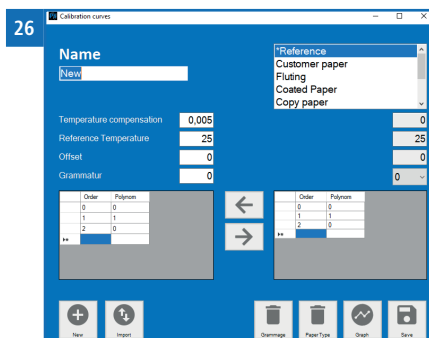 26
Calibration curves
Name
New
*Reference
Customer paper
Fluting
Coated Paper
Copy paper
Temperature compensation 0,005 0
Reference Temperature 25 25
Offset 0 0
Grammatur 0 0
Order Polynom Order Polynom
0 0 0 0
1 1 1 1
2 0 2 0
New Import Grammage Paper Type Graph Save